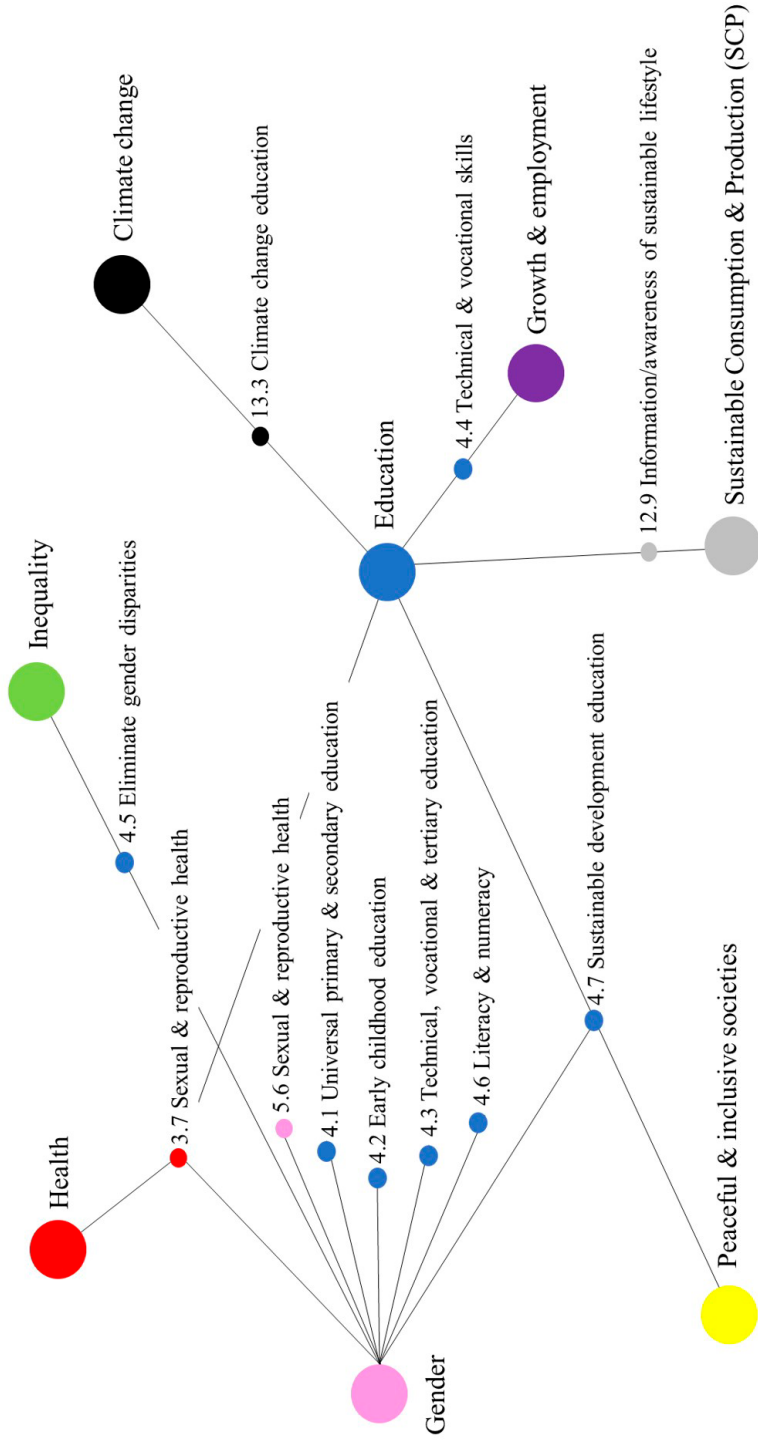 Climate change
13.3 Climate change education
Inequality
4.5 Eliminate gender disparities
Health
3.7 Sexual & reproductive health
Education
4.4 Technical & vocational skills
Growth & employment
5.6 Sexual & reproductive health
4.1 Universal primary & secondary education
4.2 Early childhood education
4.3 Technical, vocational & tertiary education
4.6 Literacy & numeracy
Gender
4.7 Sustainable development education
12.9 Information/awareness of sustainable lifestyle
Peaceful & inclusive societies
Sustainable Consumption & Production (SCP)